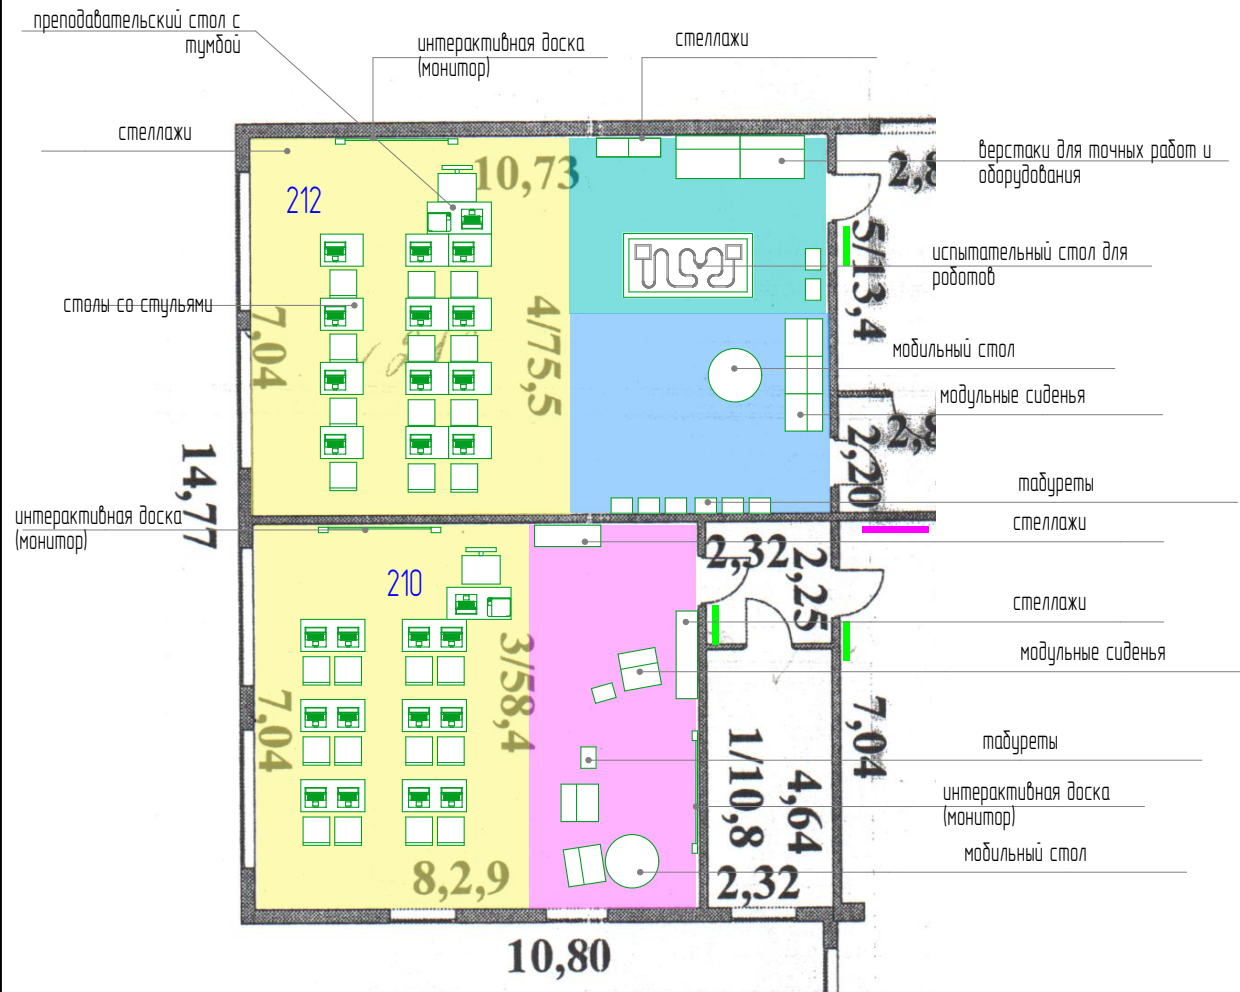 преподавательский стол с
тумбой
интерактивная доска
(монитор)
стеллажи
стеллажи
верстаки для точных работ и
оборудования
10,73
2,8
212
5/13,4
испытательный стол для
роботов
столы со стульями
7,04
4/75,5
мобильный стол
модульные сиденья
2,20
2,8
14,77
табуреты
интерактивная доска
(монитор)
стеллажи
2,32
2,25
210
стеллажи
3/58,4
модульные сиденья
7,04
7,04
1/10,8
4,64
табуреты
интерактивная доска
(монитор)
мобильный стол
8,2,9
2,32
10,80